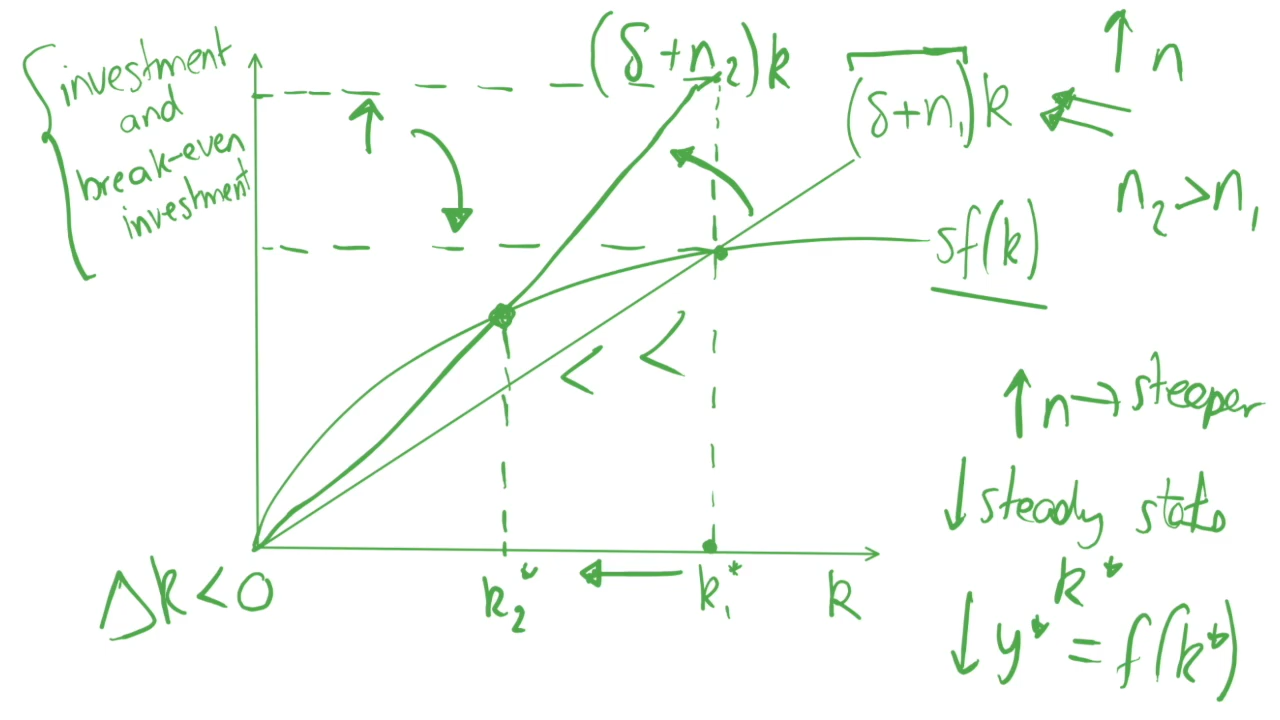 investment
and
break-even
investment
(δ+n₂)k
(δ+n₁)k
↑ n
n₂>n₁
sf(k)
< <
↑ n → steeper
↓ steady state
k*
↓ y* = f(k*)
Δk<0
k₂*
k₁*
k